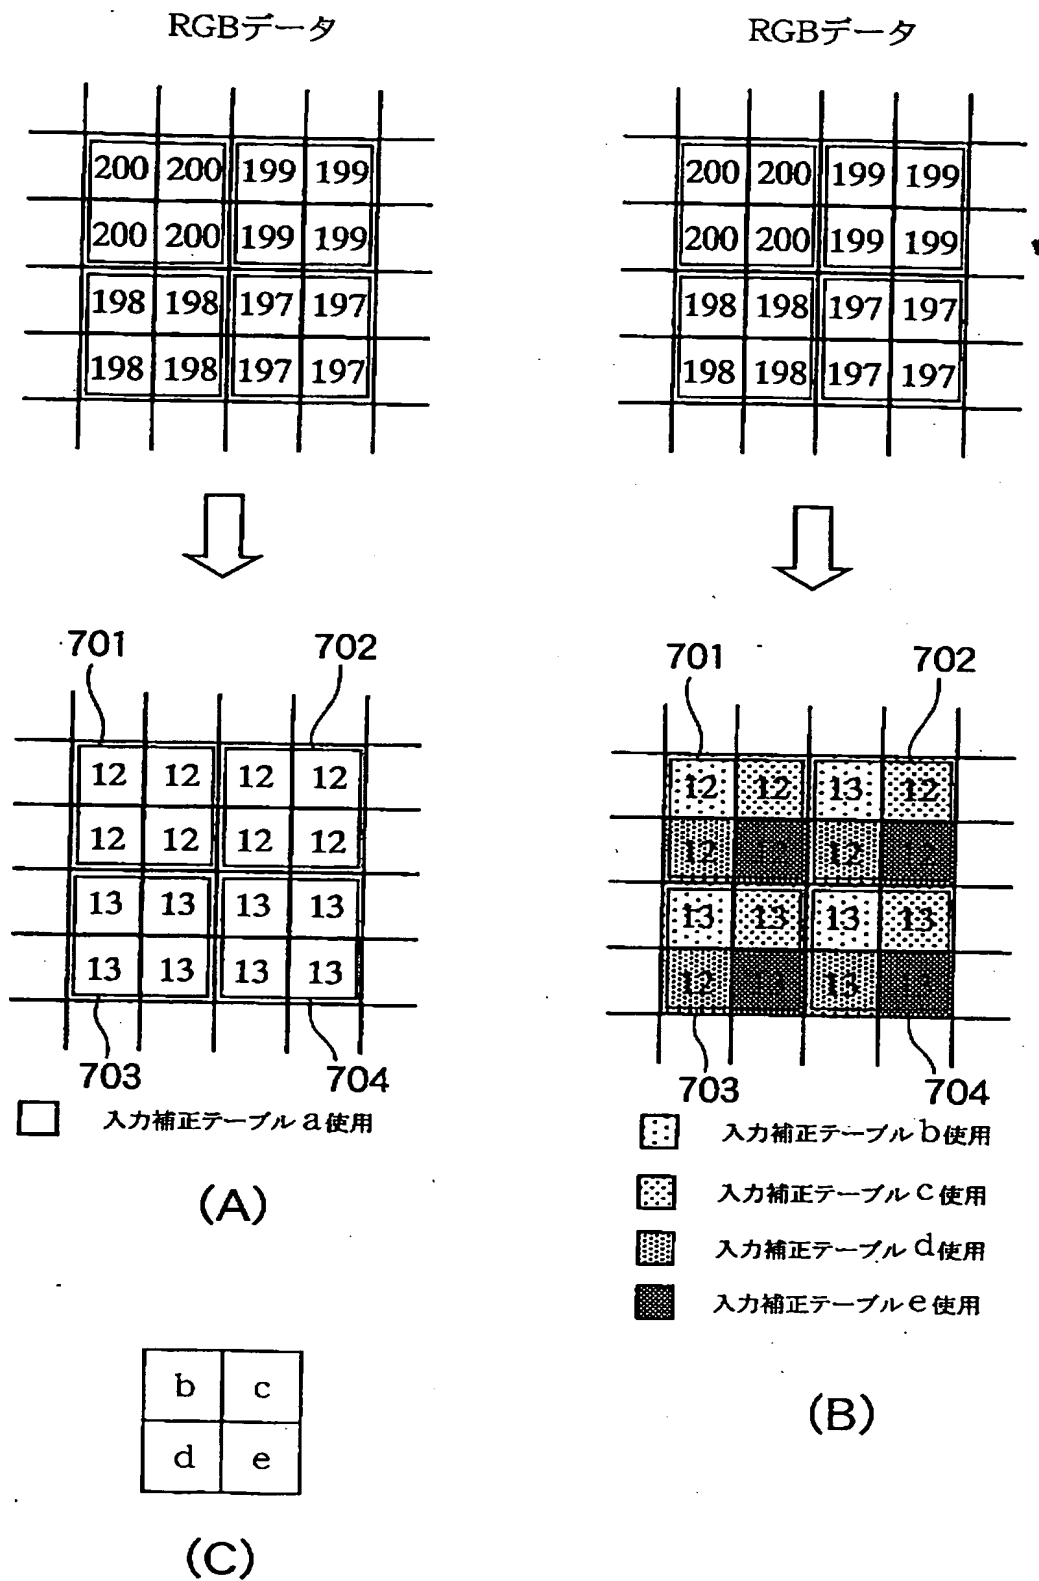 RGBデータ
200 200 199 199
200 200 199 199
198 198 197 197
198 198 197 197
701 702
12 12 12 12
12 12 12 12
13 13 13 13
13 13 13 13
703 704
入力補正テーブルa使用
(A)
b c
d e
(C)
RGBデータ
200 200 199 199
200 200 199 199
198 198 197 197
198 198 197 197
701 702
12 12 13 12
12 12
13 13 13 13
12 13
703 704
入力補正テーブルb使用
入力補正テーブルc使用
入力補正テーブルd使用
入力補正テーブルe使用
(B)